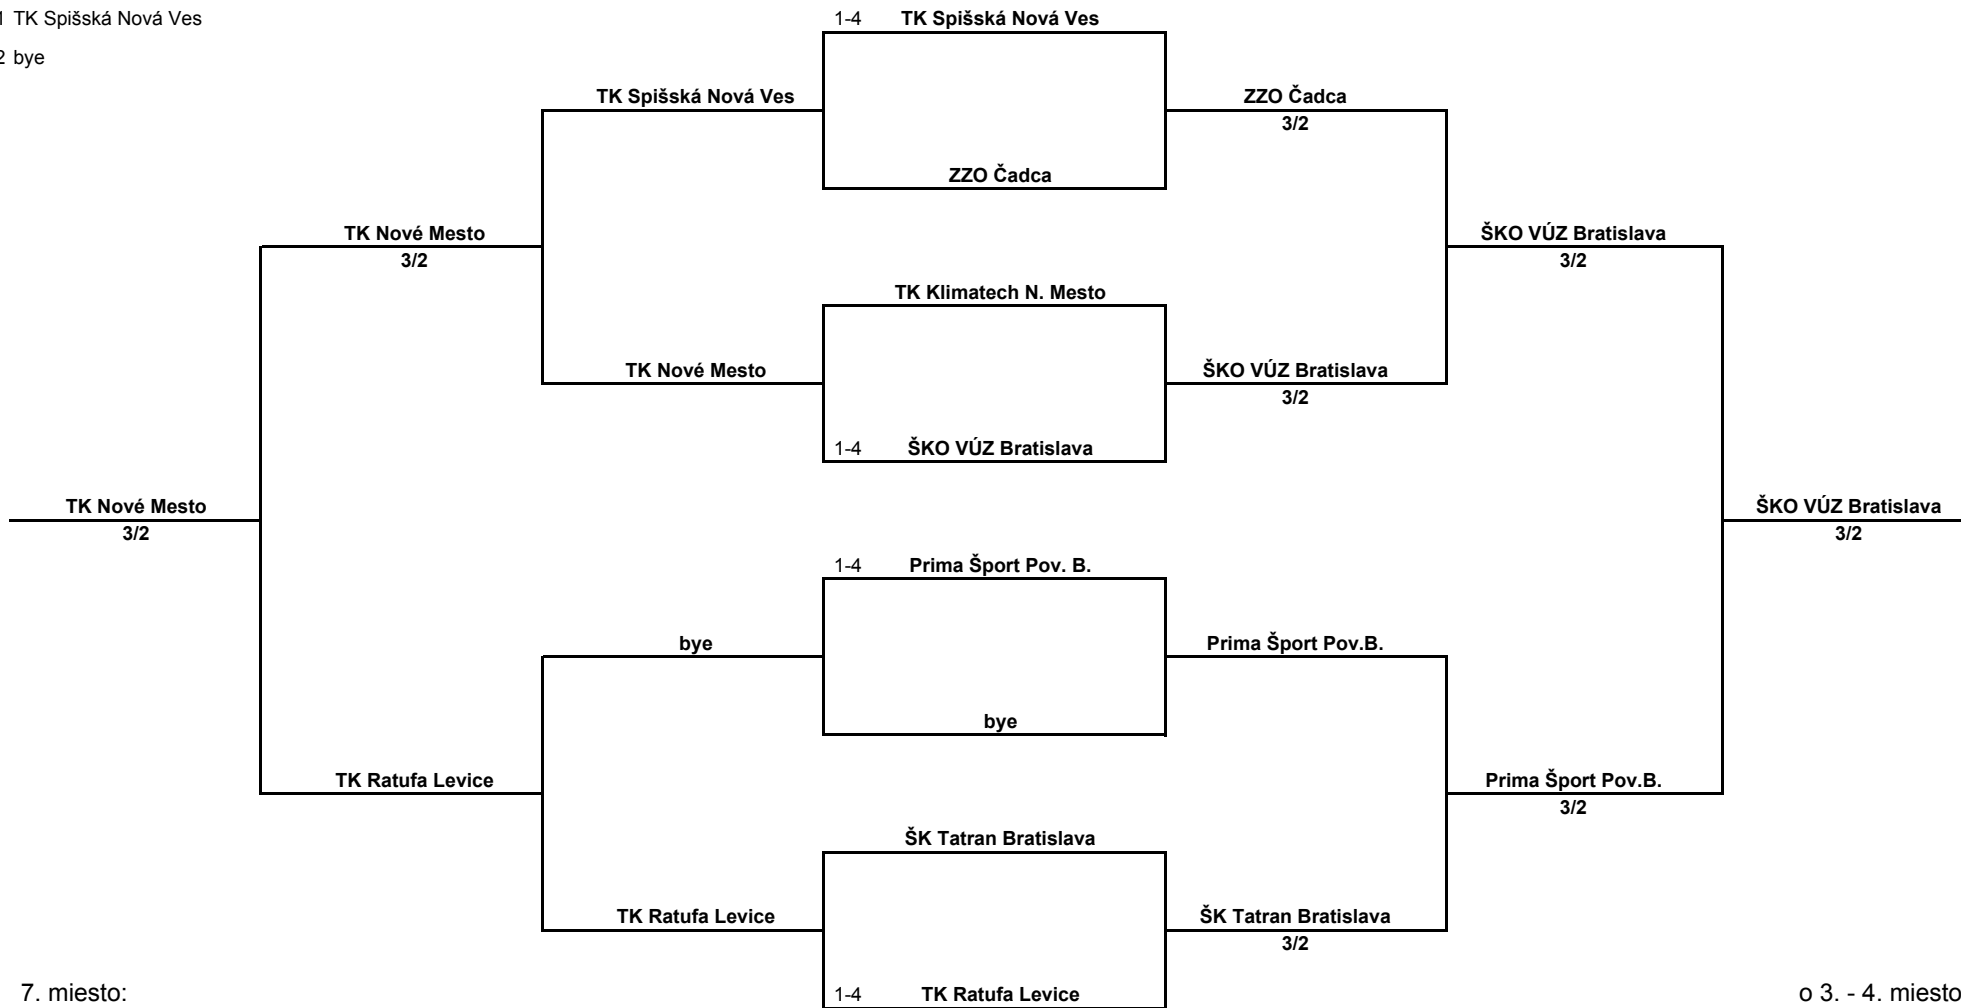 1 TK Spišská Nová Ves
1-4 TK Spišská Nová Ves
2 bye
TK Spišská Nová Ves
ZZO Čadca
3/2
ZZO Čadca
TK Nové Mesto
3/2
ŠKO VÚZ Bratislava
3/2
TK Klimatech N. Mesto
TK Nové Mesto
ŠKO VÚZ Bratislava
3/2
1-4 ŠKO VÚZ Bratislava
TK Nové Mesto
3/2
ŠKO VÚZ Bratislava
3/2
1-4 Prima Šport Pov. B.
bye
Prima Šport Pov.B.
bye
TK Ratufa Levice
Prima Šport Pov.B.
3/2
ŠK Tatran Bratislava
TK Ratufa Levice
ŠK Tatran Bratislava
3/2
7. miesto:
1-4 TK Ratufa Levice
o 3. - 4. miesto